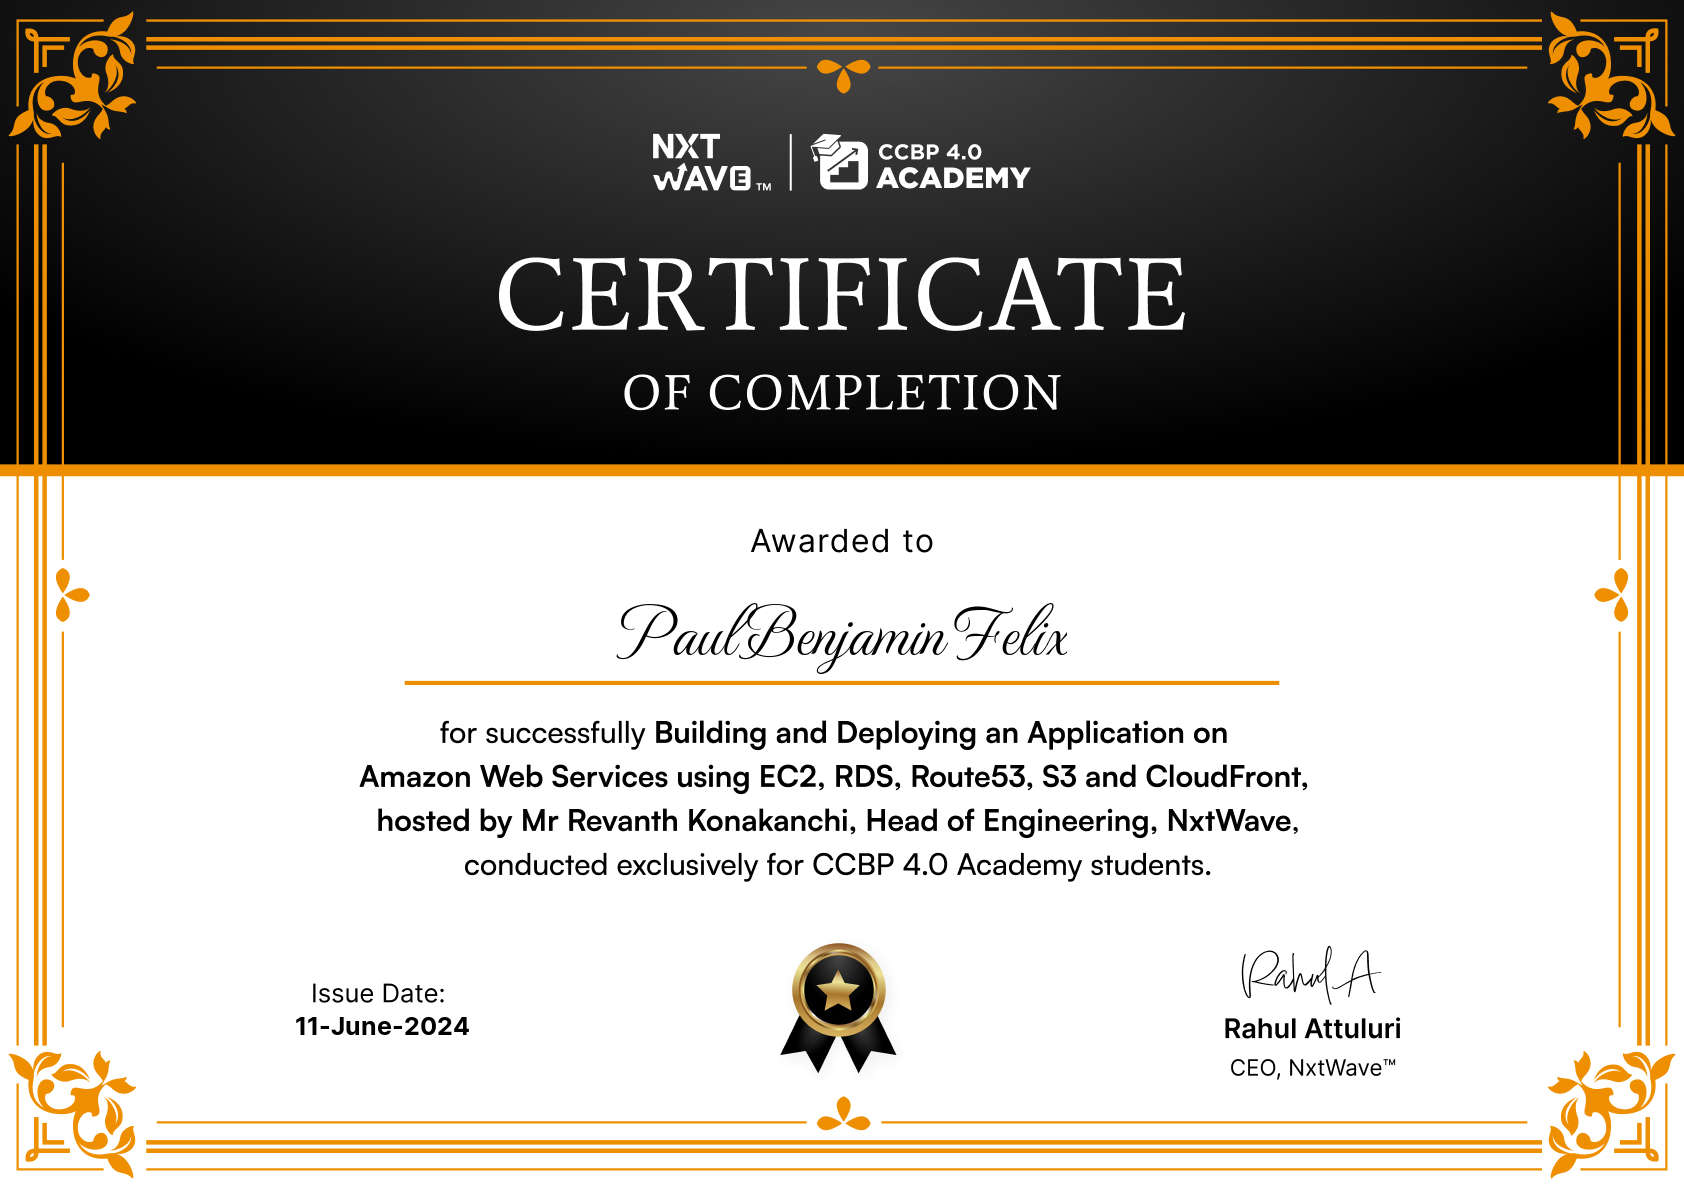 NXT
WAVE™
CCBP 4.0
ACADEMY
CERTIFICATE
OF COMPLETION
Awarded to
Paul Benjamin Felix
for successfully Building and Deploying an Application on
Amazon Web Services using EC2, RDS, Route53, S3 and CloudFront,
hosted by Mr Revanth Konakanchi, Head of Engineering, NxtWave,
conducted exclusively for CCBP 4.0 Academy students.
Issue Date:
11-June-2024
Rahul A
Rahul Attuluri
CEO, NxtWave™